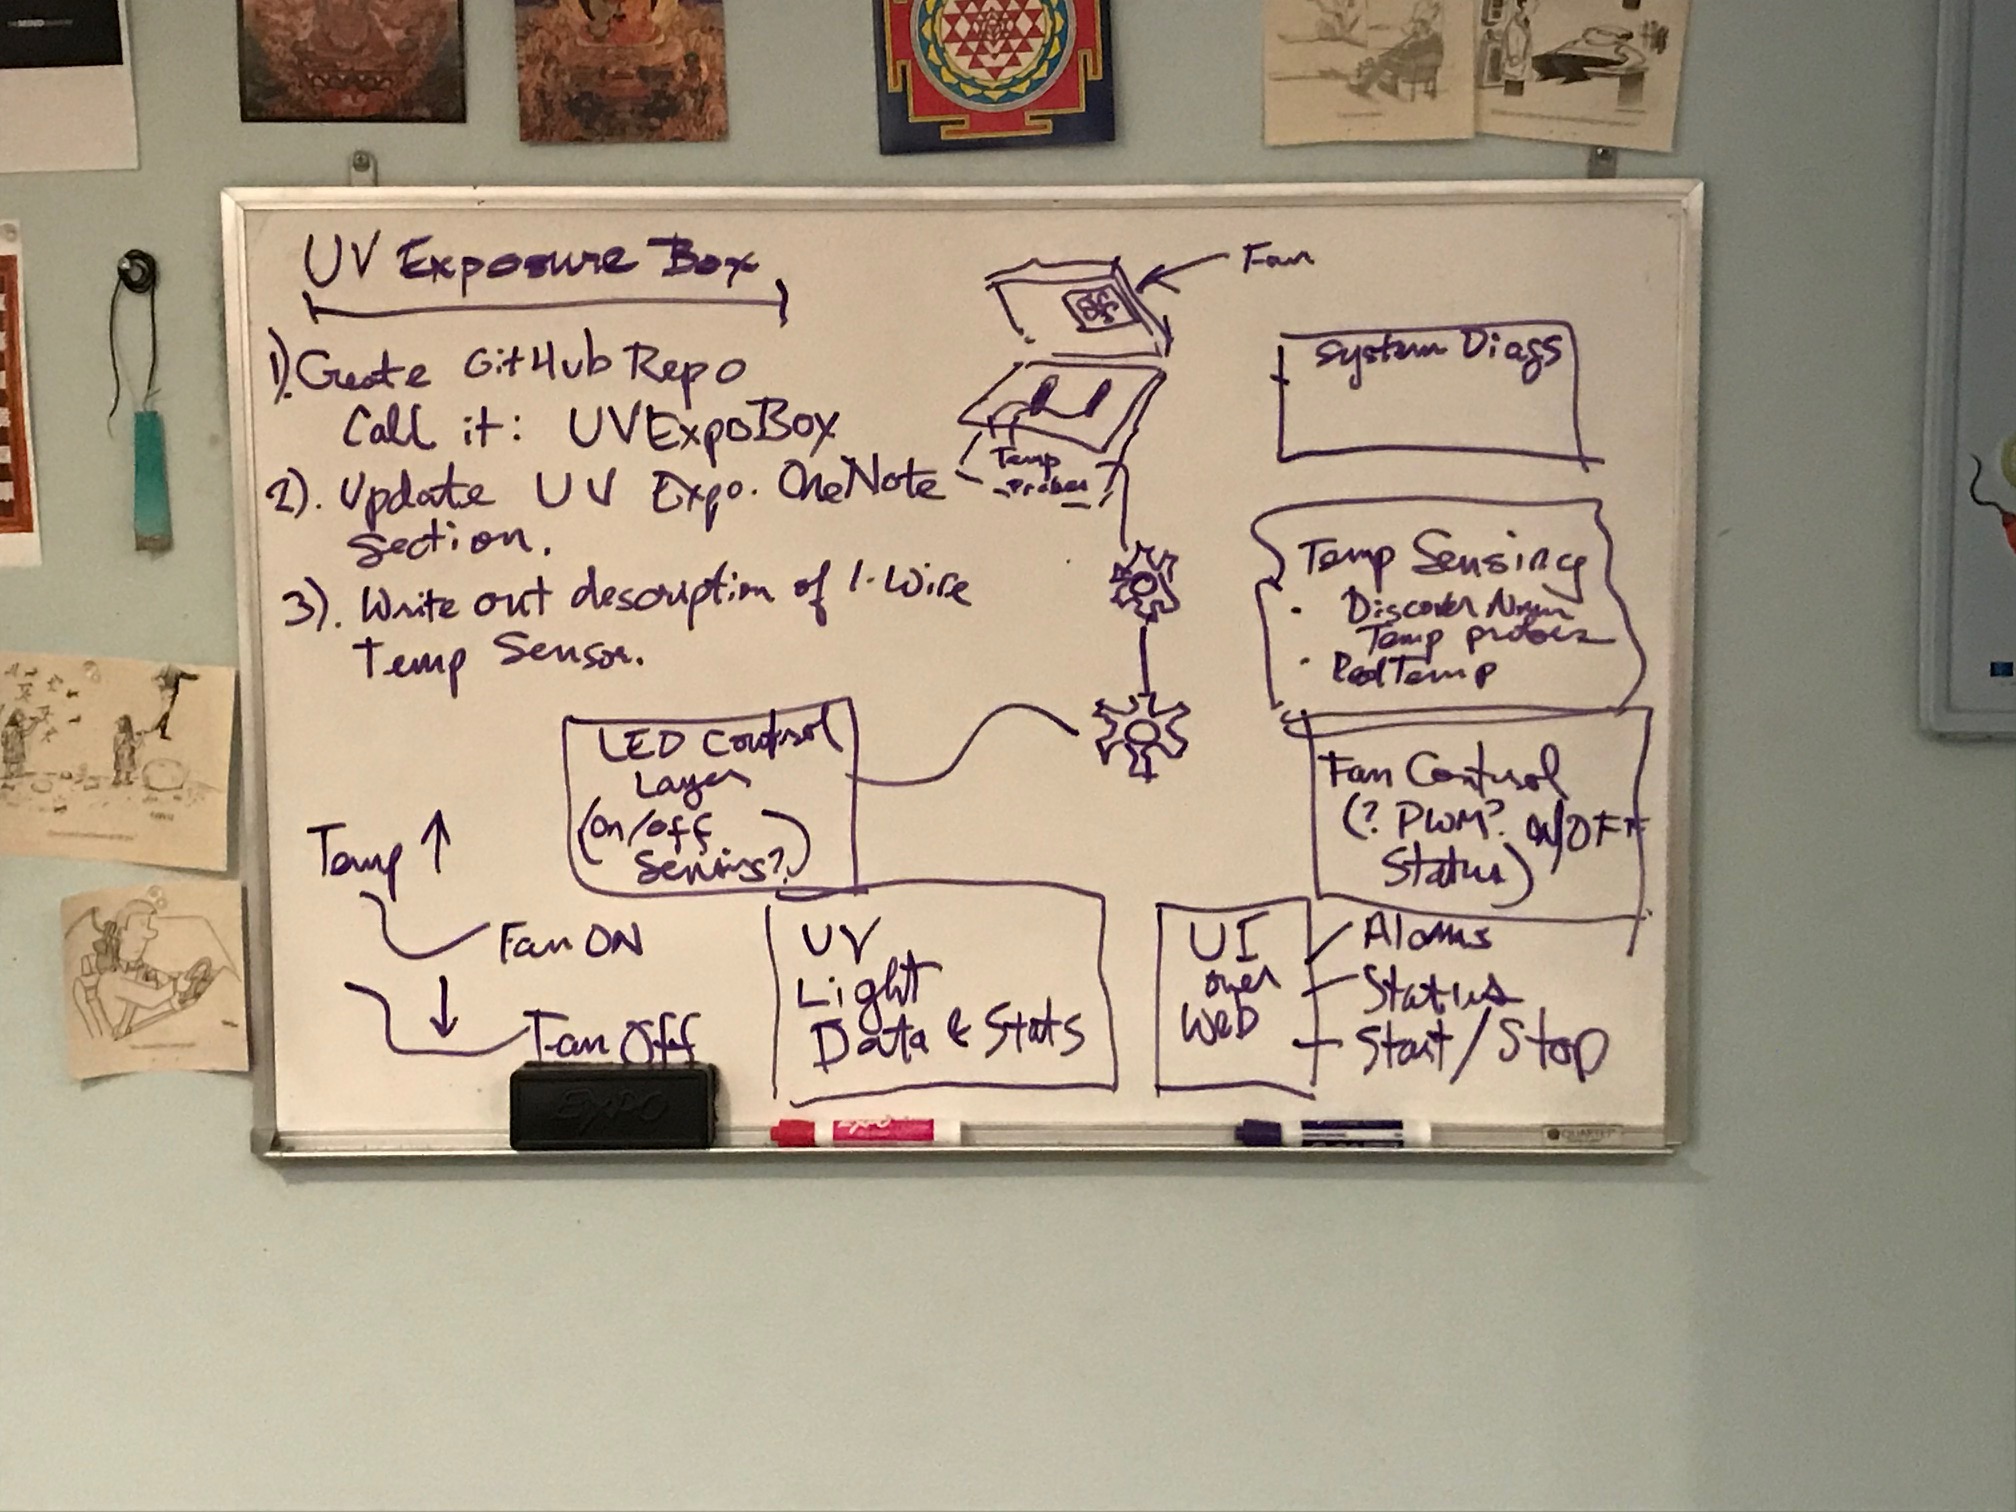 UV Exposure Box
1). Create GitHub Repo
Call it: UVExpoBox
2). Update UV Expo. OneNote
Section.
3). Write out description of 1-Wire
Temp Sensor.
Fan
Temp
Probes
System Diags
Temp Sensing
• Discover
Temp probes
• Read Temp
LED Control
Layer
(On/Off
Sensing?)
Fan Control
(? PWM? On/OFF
Status)
Temp ↑
Fan ON
↓
Fan Off
UV
Light
Data & Stats
UI
over
Web
Alarms
Status
Start/Stop
EXPO
EXPO
QUARTET